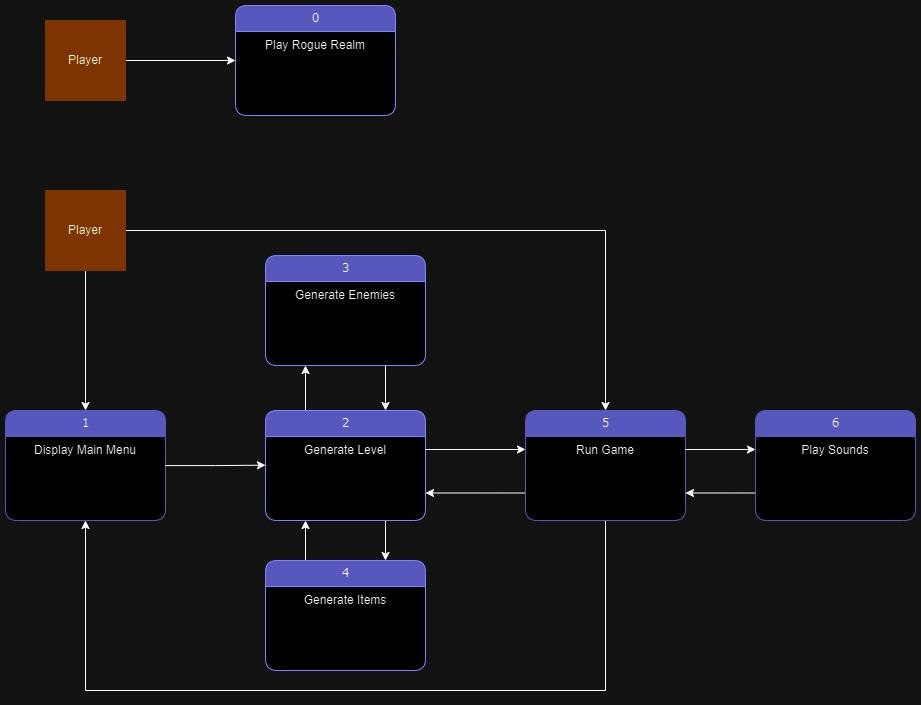 0
Player
Play Rogue Realm
Player
3
Generate Enemies
1
Display Main Menu
2
Generate Level
5
Run Game
6
Play Sounds
4
Generate Items